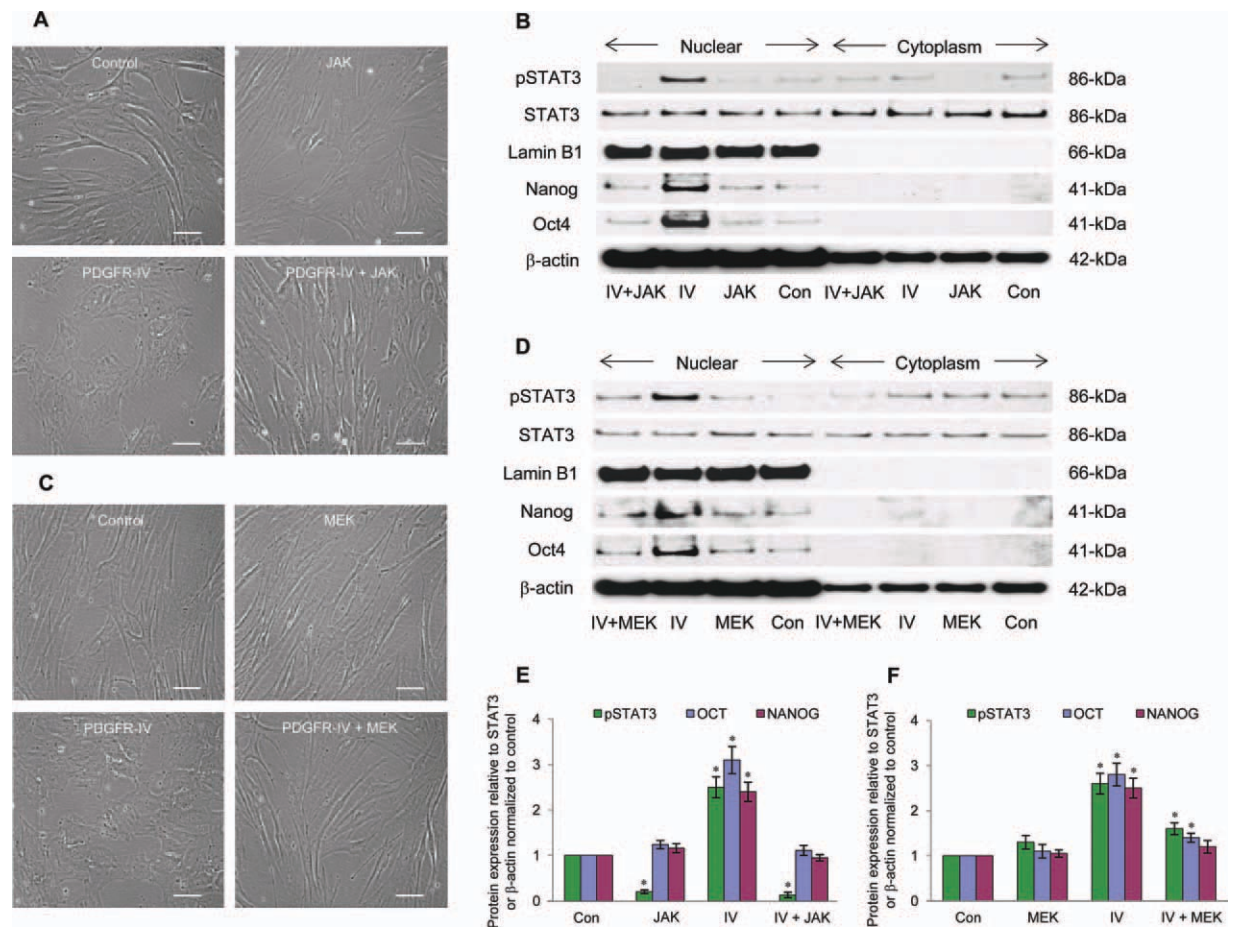 A
Control
JAK
PDGFR-IV
PDGFR-IV + JAK
B
Nuclear
Cytoplasm
pSTAT3
86-kDa
STAT3
86-kDa
Lamin B1
66-kDa
Nanog
41-kDa
Oct4
41-kDa
β-actin
42-kDa
IV+JAK IV JAK Con IV+JAK IV JAK Con
C
Control
MEK
PDGFR-IV
PDGFR-IV + MEK
D
Nuclear
Cytoplasm
pSTAT3
86-kDa
STAT3
86-kDa
Lamin B1
66-kDa
Nanog
41-kDa
Oct4
41-kDa
β-actin
42-kDa
IV+MEK IV MEK Con IV+MEK IV MEK Con
E
Protein expression relative to STAT3
or β-actin normalized to control
pSTAT3 OCT NANOG
4
3
2
1
0
* * * * *
Con JAK IV IV + JAK
F
Protein expression relative to STAT3
or β-actin normalized to control
pSTAT3 OCT NANOG
4
3
2
1
0
* * * * *
Con MEK IV IV + MEK